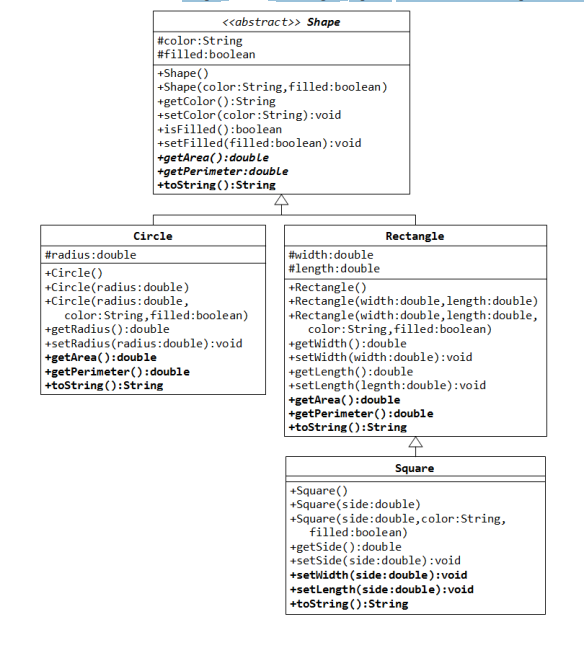 <<abstract>> Shape
#color:String
#filled:boolean
+Shape()
+Shape(color:String,filled:boolean)
+getColor():String
+setColor(color:String):void
+isFilled():boolean
+setFilled(filled:boolean):void
+getArea():double
+getPerimeter:double
+toString():String
Circle
#radius:double
+Circle()
+Circle(radius:double)
+Circle(radius:double,
color:String,filled:boolean)
+getRadius():double
+setRadius(radius:double):void
+getArea():double
+getPerimeter():double
+toString():String
Rectangle
#width:double
#length:double
+Rectangle()
+Rectangle(width:double,length:double)
+Rectangle(width:double,length:double,
color:String,filled:boolean)
+getWidth():double
+setWidth(width:double):void
+getLength():double
+setLength(legnth:double):void
+getArea():double
+getPerimeter():double
+toString():String
Square
+Square()
+Square(side:double)
+Square(side:double,color:String,
filled:boolean)
+getSide():double
+setSide(side:double):void
+setWidth(side:double):void
+setLength(side:double):void
+toString():String